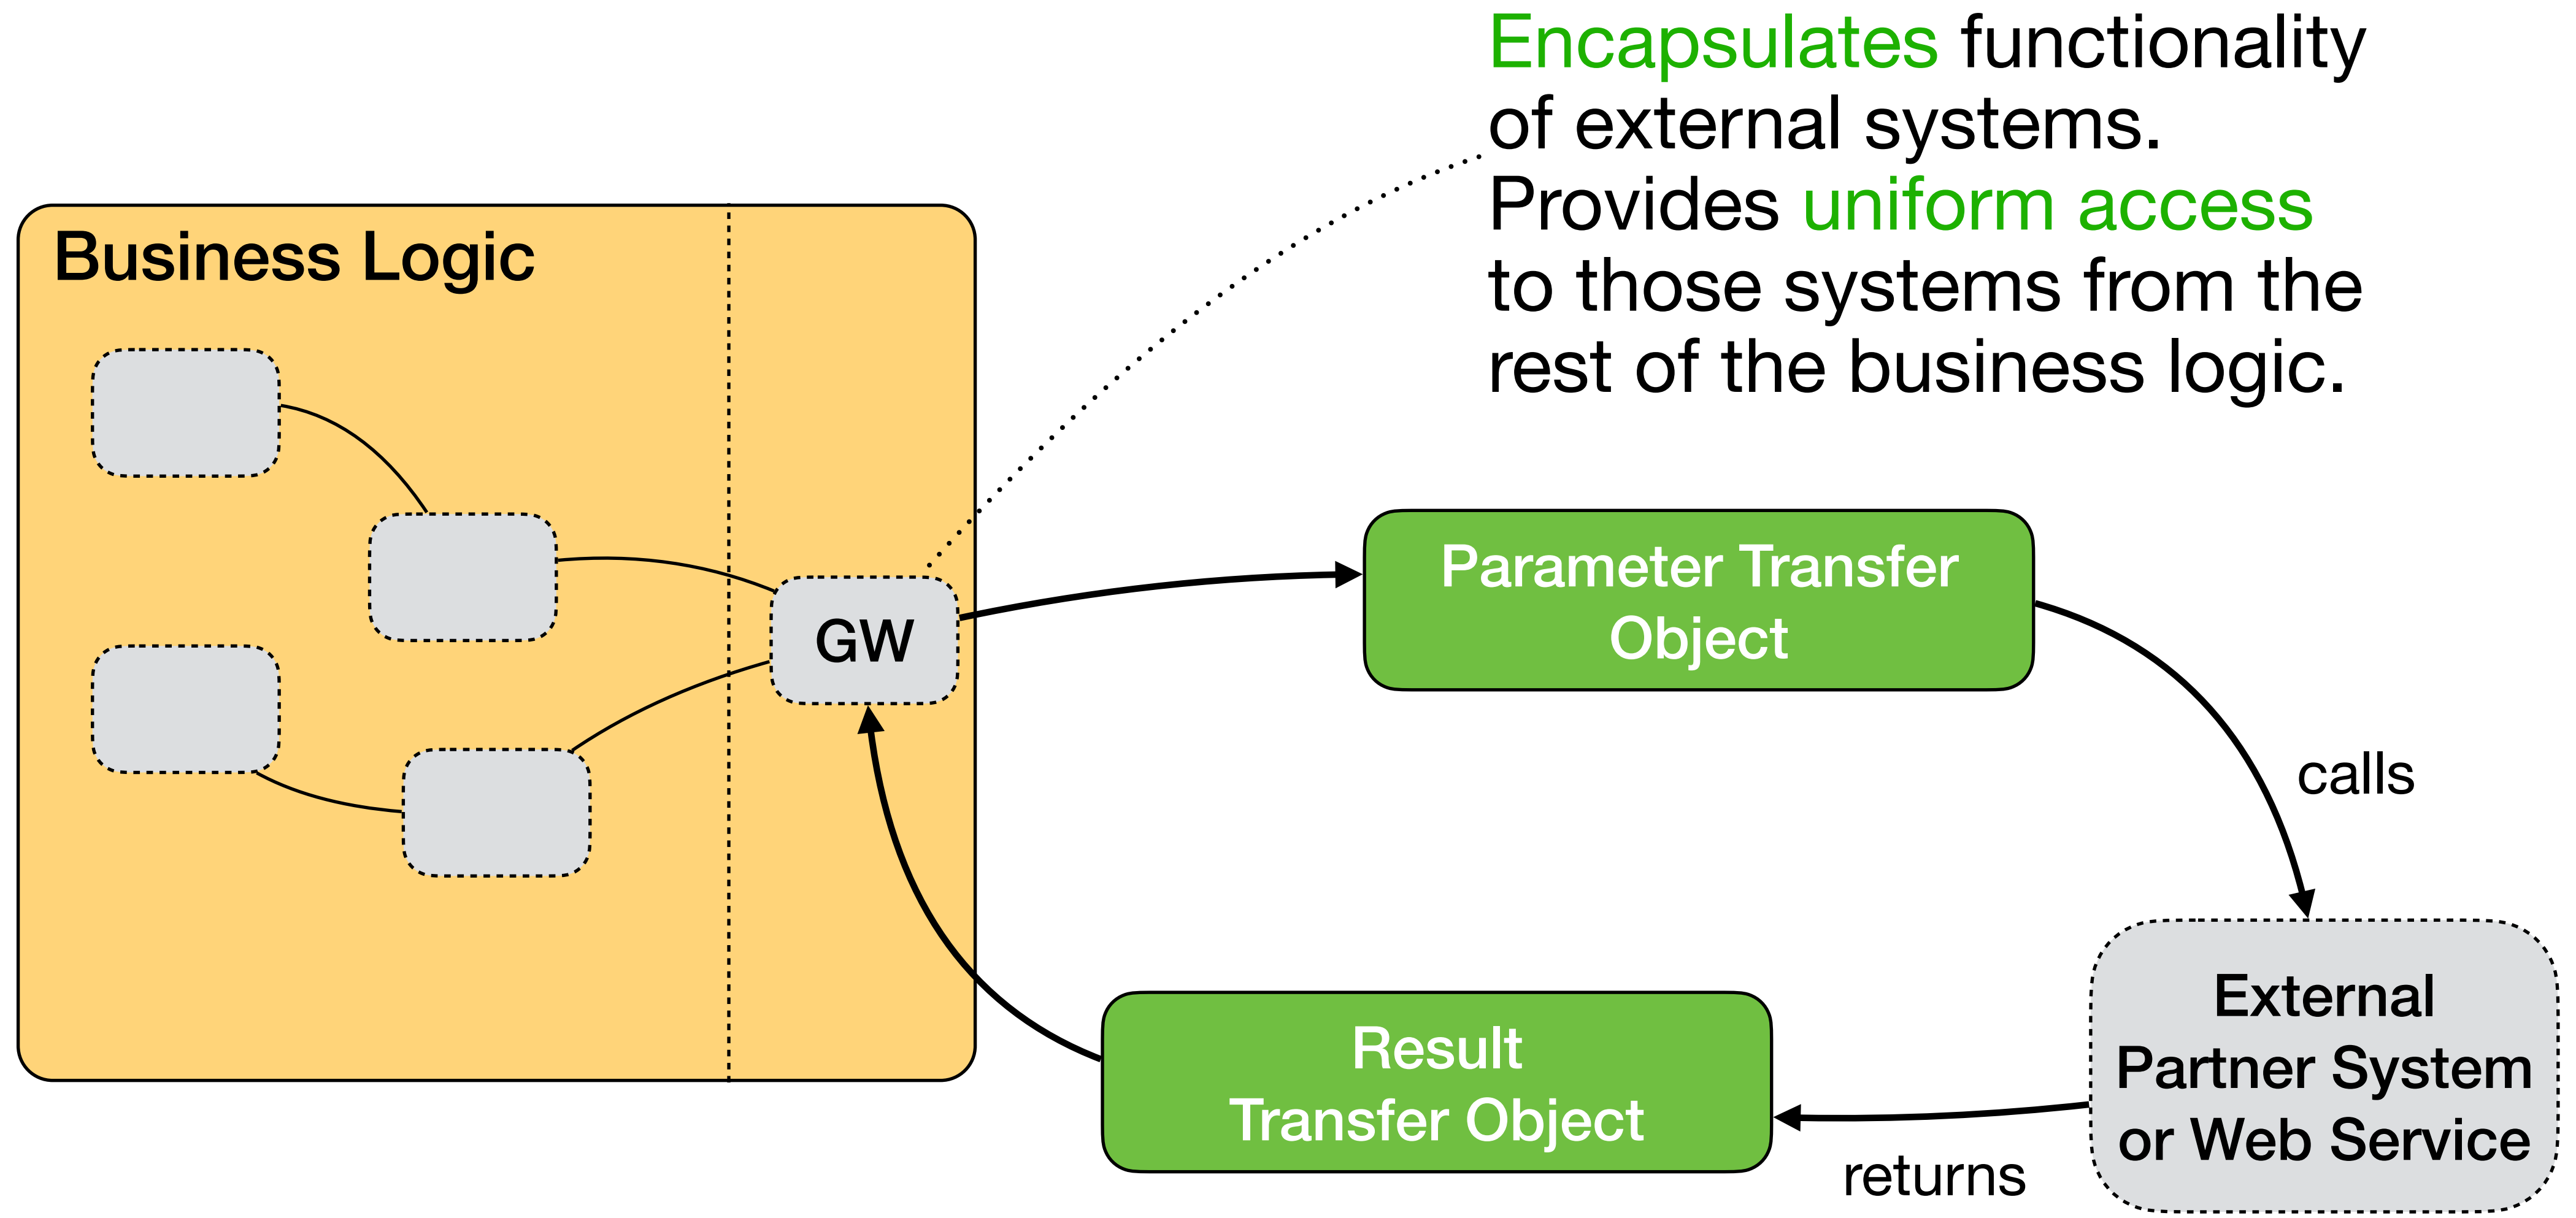 Encapsulates functionality
of external systems.
Provides uniform access
to those systems from the
rest of the business logic.
Business Logic
GW
Parameter Transfer
Object
calls
External
Partner System
or Web Service
returns
Result
Transfer Object